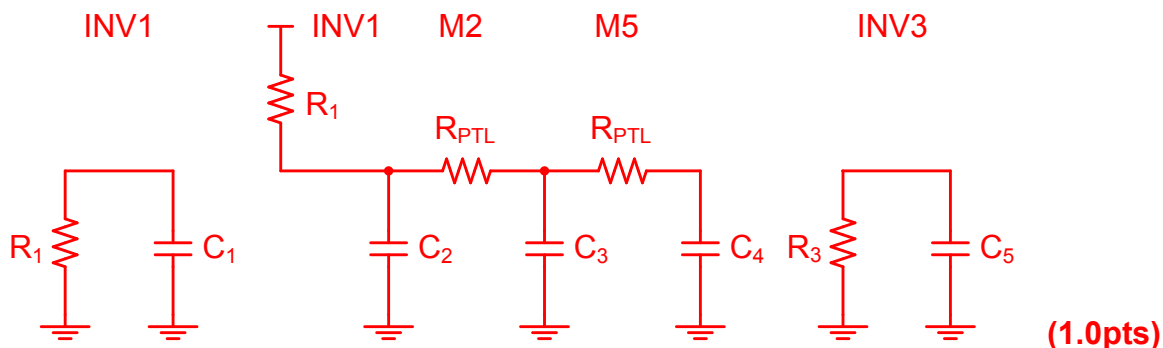 INV1 INV1 M2 M5 INV3
R1
RPTL RPTL
R1 C1 C2 C3 C4 R3 C5
(1.0pts)